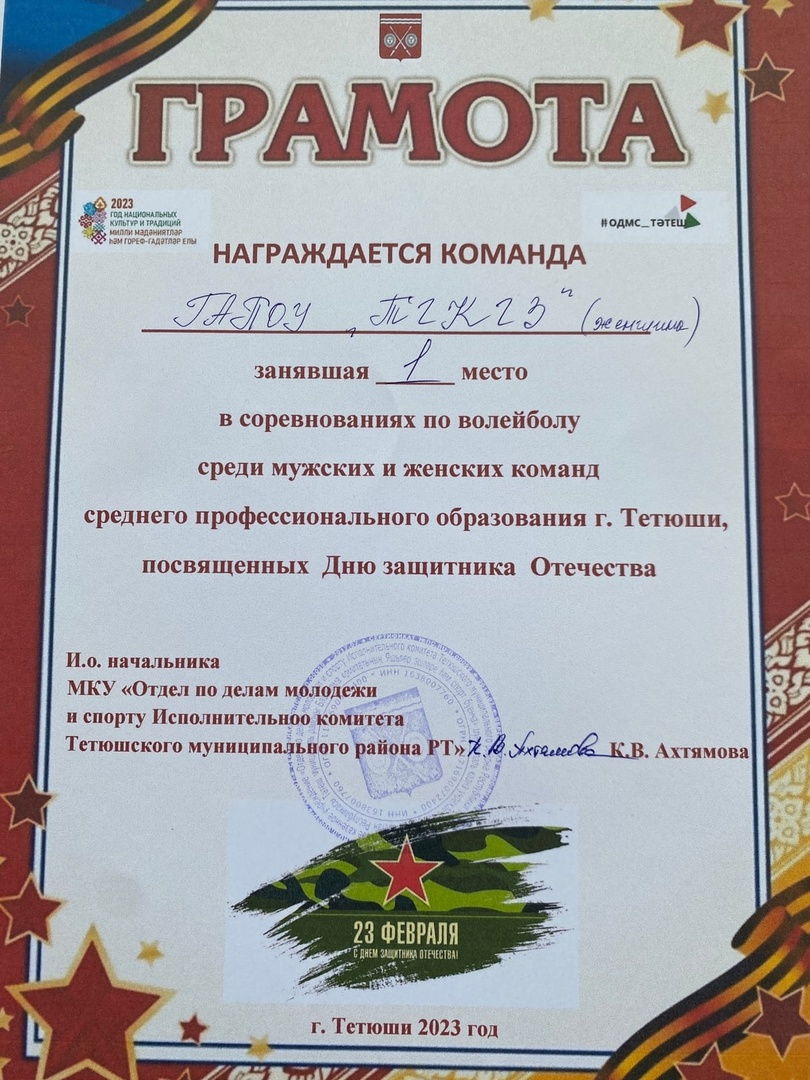 ГРАМОТА
2023
ГОД НАЦИОНАЛЬНЫХ
КУЛЬТУР И ТРАДИЦИЙ
МИЛЛИ МӘДӘНИЯТЛӘР
ҺӘМ ГОРЕФ-ГАДӘТЛӘР ЕЛЫ
#ОДМС_ТӘТЕШ
НАГРАЖДАЕТСЯ КОМАНДА
ГАПОУ „ТГКГЗ" (женщины)
занявшая 1 место
в соревнованиях по волейболу
среди мужских и женских команд
среднего профессионального образования г. Тетюши,
посвященных Дню защитника Отечества
И.о. начальника
МКУ «Отдел по делам молодежи
и спорту Исполнительноо комитета
Тетюшского муниципального района РТ» К.В. Ахтямова К.В. Ахтямова
ИНН 1638007760
23 ФЕВРАЛЯ
С ДНЕМ ЗАЩИТНИКА ОТЕЧЕСТВА!
г. Тетюши 2023 год